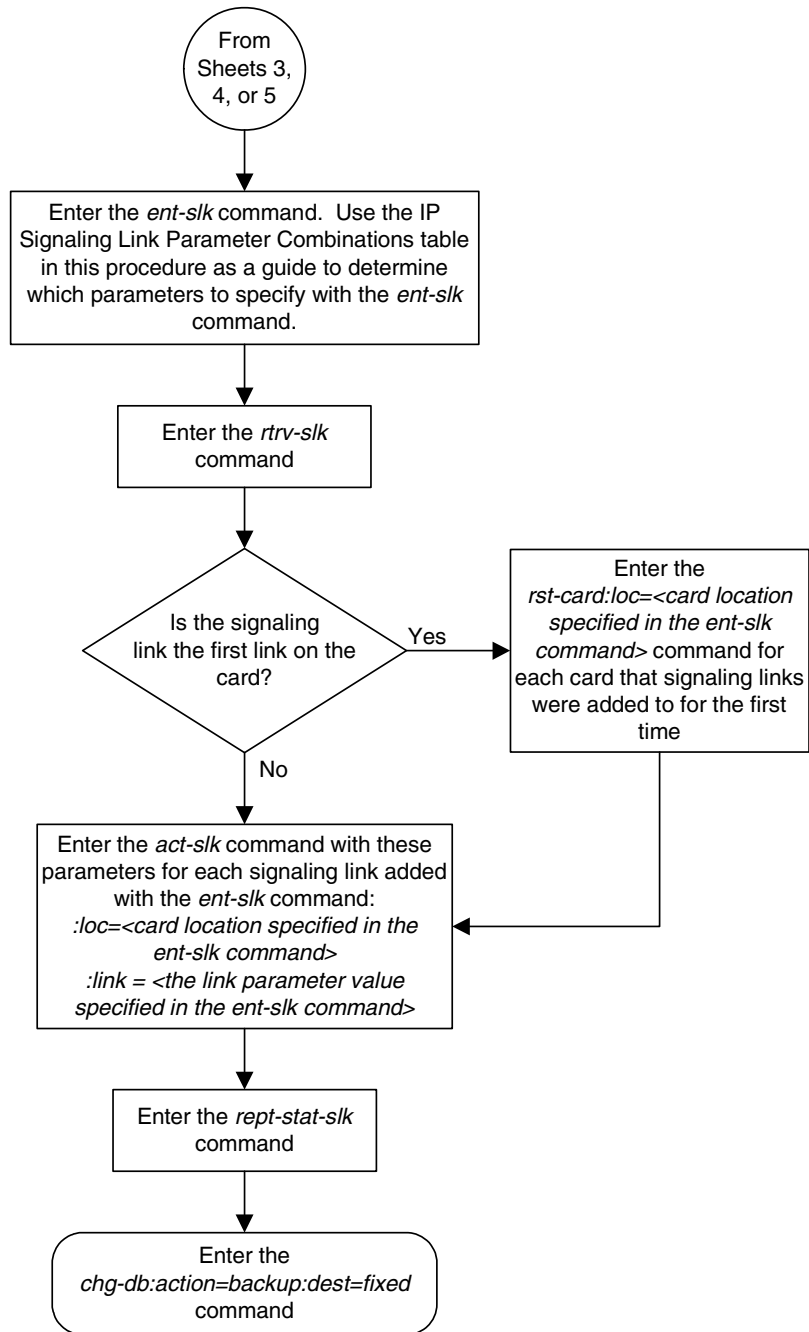 From
Sheets 3,
4, or 5
Enter the ent-slk command.  Use the IP
Signaling Link Parameter Combinations table
in this procedure as a guide to determine
which parameters to specify with the ent-slk
command.
Enter the rtrv-slk
command
Is the signaling
link the first link on the
card?
Yes
Enter the
rst-card:loc=<card location
specified in the ent-slk
command> command for
each card that signaling links
were added to for the first
time
No
Enter the act-slk command with these
parameters for each signaling link added
with the ent-slk command:
:loc=<card location specified in the
ent-slk command>
:link = <the link parameter value
specified in the ent-slk command>
Enter the rept-stat-slk
command
Enter the
chg-db:action=backup:dest=fixed
command